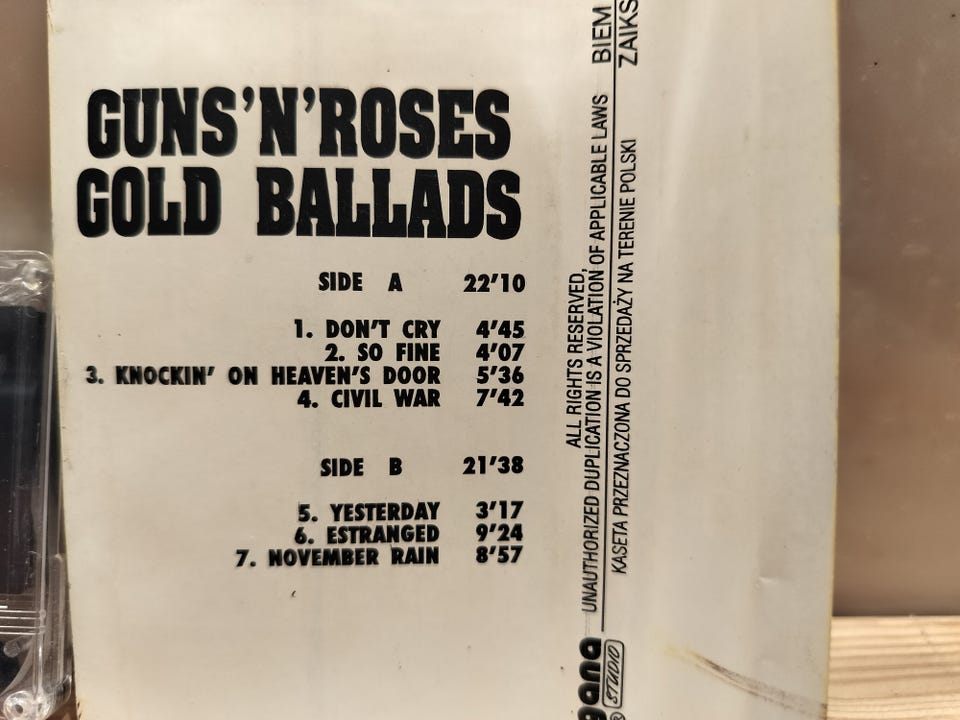 GUNS'N'ROSES
GOLD BALLADS
SIDE A 22'10
1. DON'T CRY 4'45
2. SO FINE 4'07
3. KNOCKIN' ON HEAVEN'S DOOR 5'36
4. CIVIL WAR 7'42
SIDE B 21'38
5. YESTERDAY 3'17
6. ESTRANGED 9'24
7. NOVEMBER RAIN 8'57
ALL RIGHTS RESERVED,
UNAUTHORIZED DUPLICATION IS A VIOLATION OF APPLICABLE LAWS BIEM
KASETA PRZEZNACZONA DO SPRZEDAŻY NA TERENIE POLSKI ZAIKS
® STUDIO